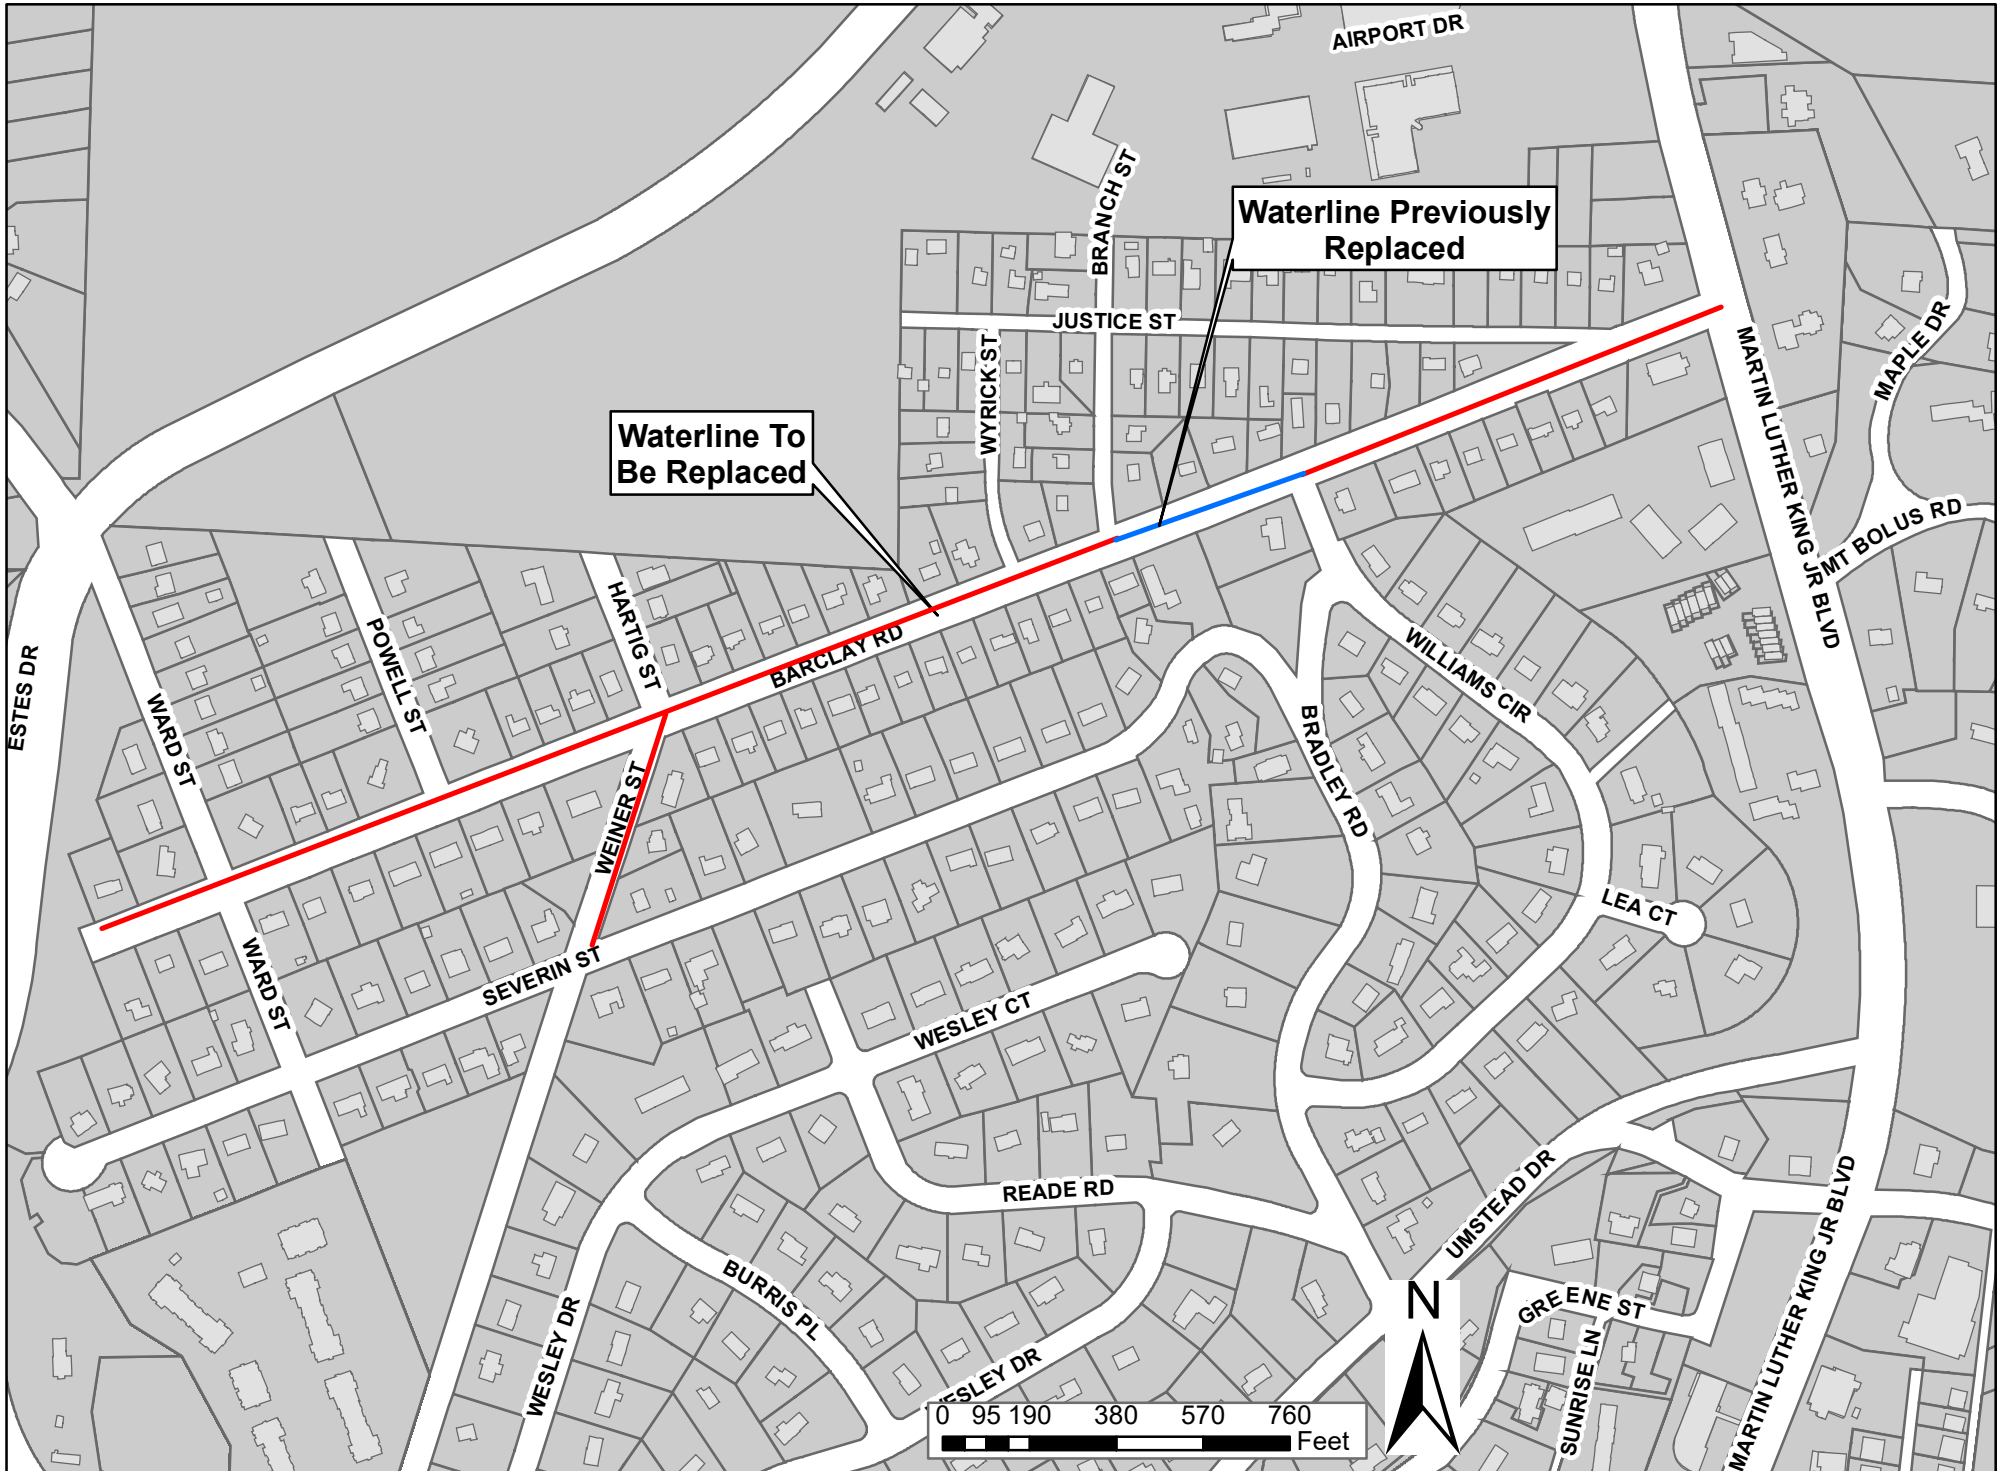 AIRPORT DR
BRANCH ST
Waterline Previously
Replaced
JUSTICE ST
WYRICK ST
MARTIN LUTHER KING JR BLVD
MAPLE DR
Waterline To
Be Replaced
MT BOLUS RD
HARTIG ST
POWELL ST
BARCLAY RD
WILLIAMS CIR
ESTES DR
WARD ST
BRADLEY RD
WEINER ST
LEA CT
WARD ST
SEVERIN ST
WESLEY CT
READE RD
UMSTEAD DR
MARTIN LUTHER KING JR BLVD
BURRIS PL
WESLEY DR
GREENE ST
SUNRISE LN
WESLEY DR
N
0 95 190 380 570 760
Feet